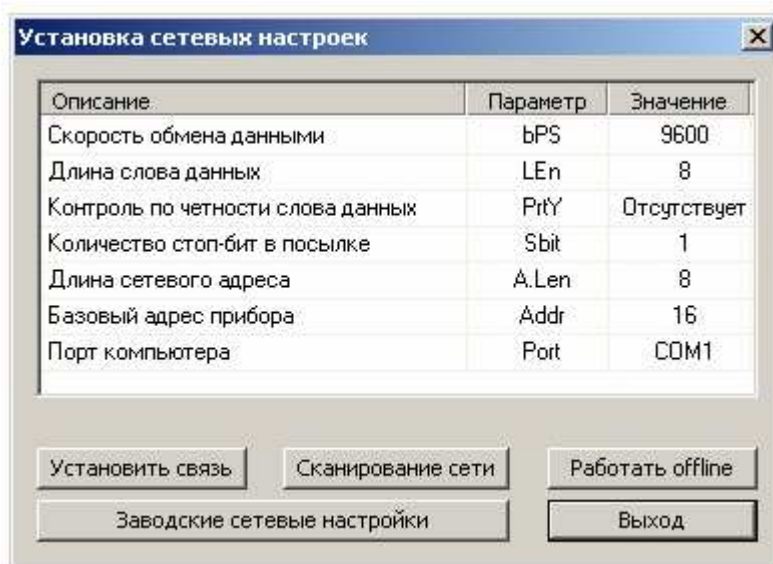 Установка сетевых настроек
Описание Параметр Значение
Скорость обмена данными bPS 9600
Длина слова данных LEn 8
Контроль по четности слова данных PrtY Отсутствует
Количество стоп-бит в посылке Sbit 1
Длина сетевого адреса A.Len 8
Базовый адрес прибора Addr 16
Порт компьютера Port COM1
Установить связь Сканирование сети Работать offline
Заводские сетевые настройки Выход